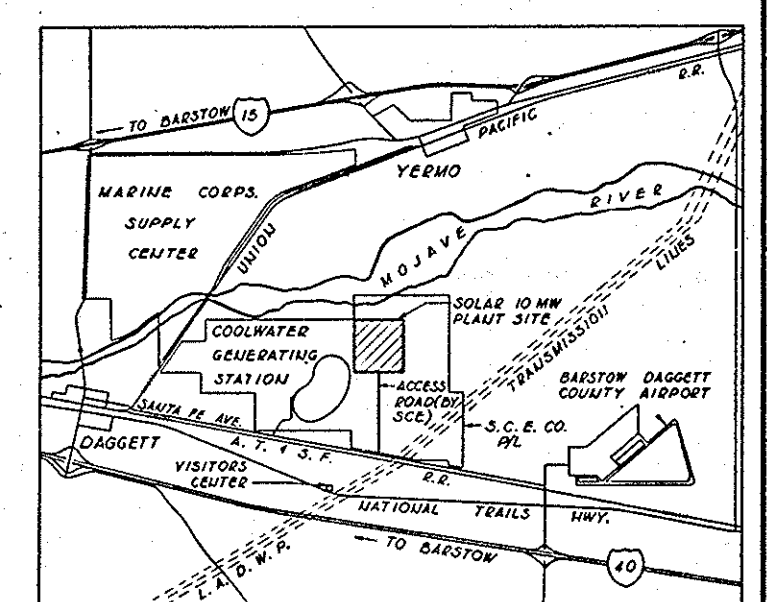 R.R.
TO BARSTOW
15
PACIFIC
YERMO
MARINE CORPS.
SUPPLY
CENTER
UNION
MOJAVE
RIVER
LINES
TRANSMISSION
SOLAR 10 MW
PLANT SITE
COOLWATER
GENERATING
STATION
ACCESS
ROAD(BY
SCE)
BARSTOW DAGGETT
COUNTY AIRPORT
S.C.E. CO.
P/L
SANTA FE AVE.
A. T. & S. F.
R.R.
DAGGETT
VISITORS
CENTER
NATIONAL TRAILS HWY.
TO BARSTOW
40
L.A.D.W.P.